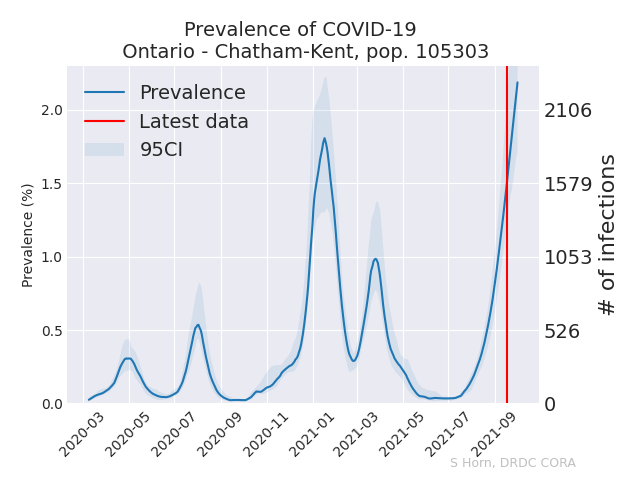 Prevalence of COVID-19
Ontario - Chatham-Kent, pop. 105303
Prevalence
Latest data
95CI
Prevalence (%)
2.0
1.5
1.0
0.5
0.0
2106
1579
1053
526
0
# of infections
2020-03
2020-05
2020-07
2020-09
2020-11
2021-01
2021-03
2021-05
2021-07
2021-09
S Horn, DRDC CORA